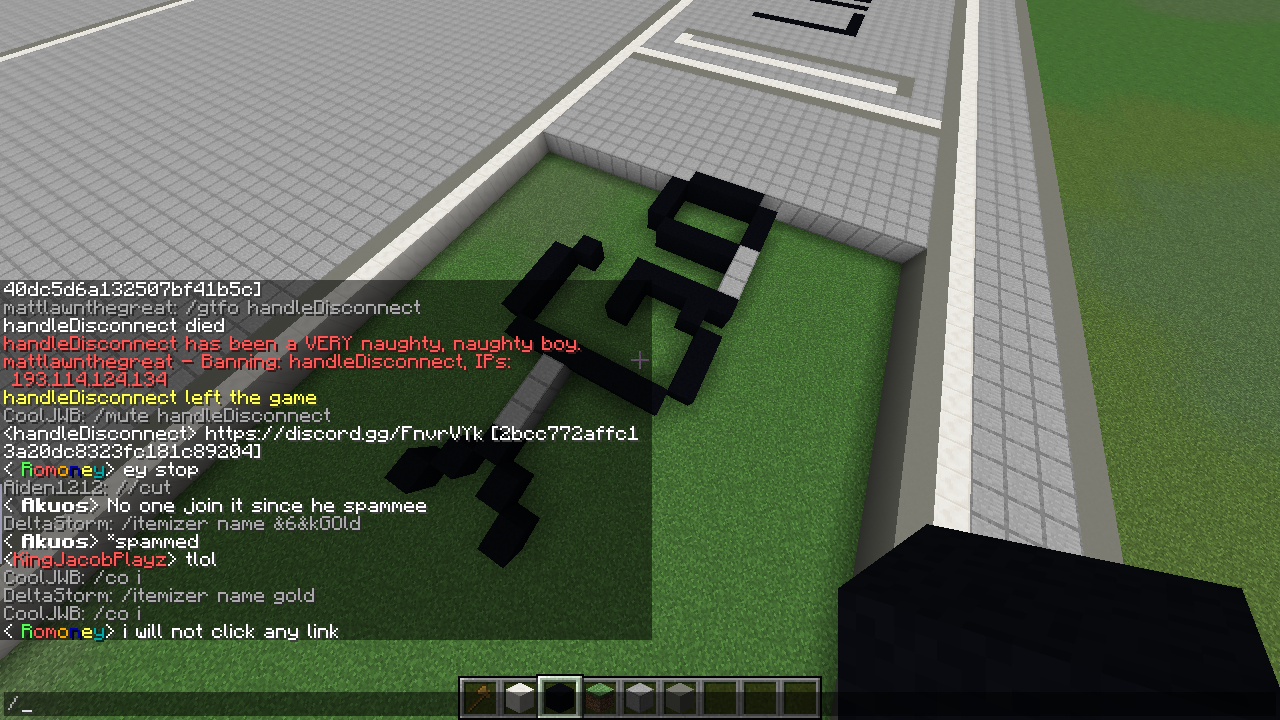 40dc5d6a132507bf41b5c]
mattlawnthegreat: /gtfo handleDisconnect
handleDisconnect died
handleDisconnect has been a VERY naughty, naughty boy.
mattlawnthegreat - Banning: handleDisconnect, IPs:
193.114.124.134
handleDisconnect left the game
CoolJWB: /mute handleDisconnect
<handleDisconnect> https://discord.gg/FnvrVYk [2bcc772affc1
3a20dc8323fc181c89204]
< Romoney> ey stop
Aiden1212: //cut
< Akuos> No one join it since he spammee
DeltaStorm: /itemizer name &6&kGOld
< Akuos> *spammed
<KingJacobPlayz> tlol
CoolJWB: /co i
DeltaStorm: /itemizer name gold
CoolJWB: /co i
< Romoney> i will not click any link
/_